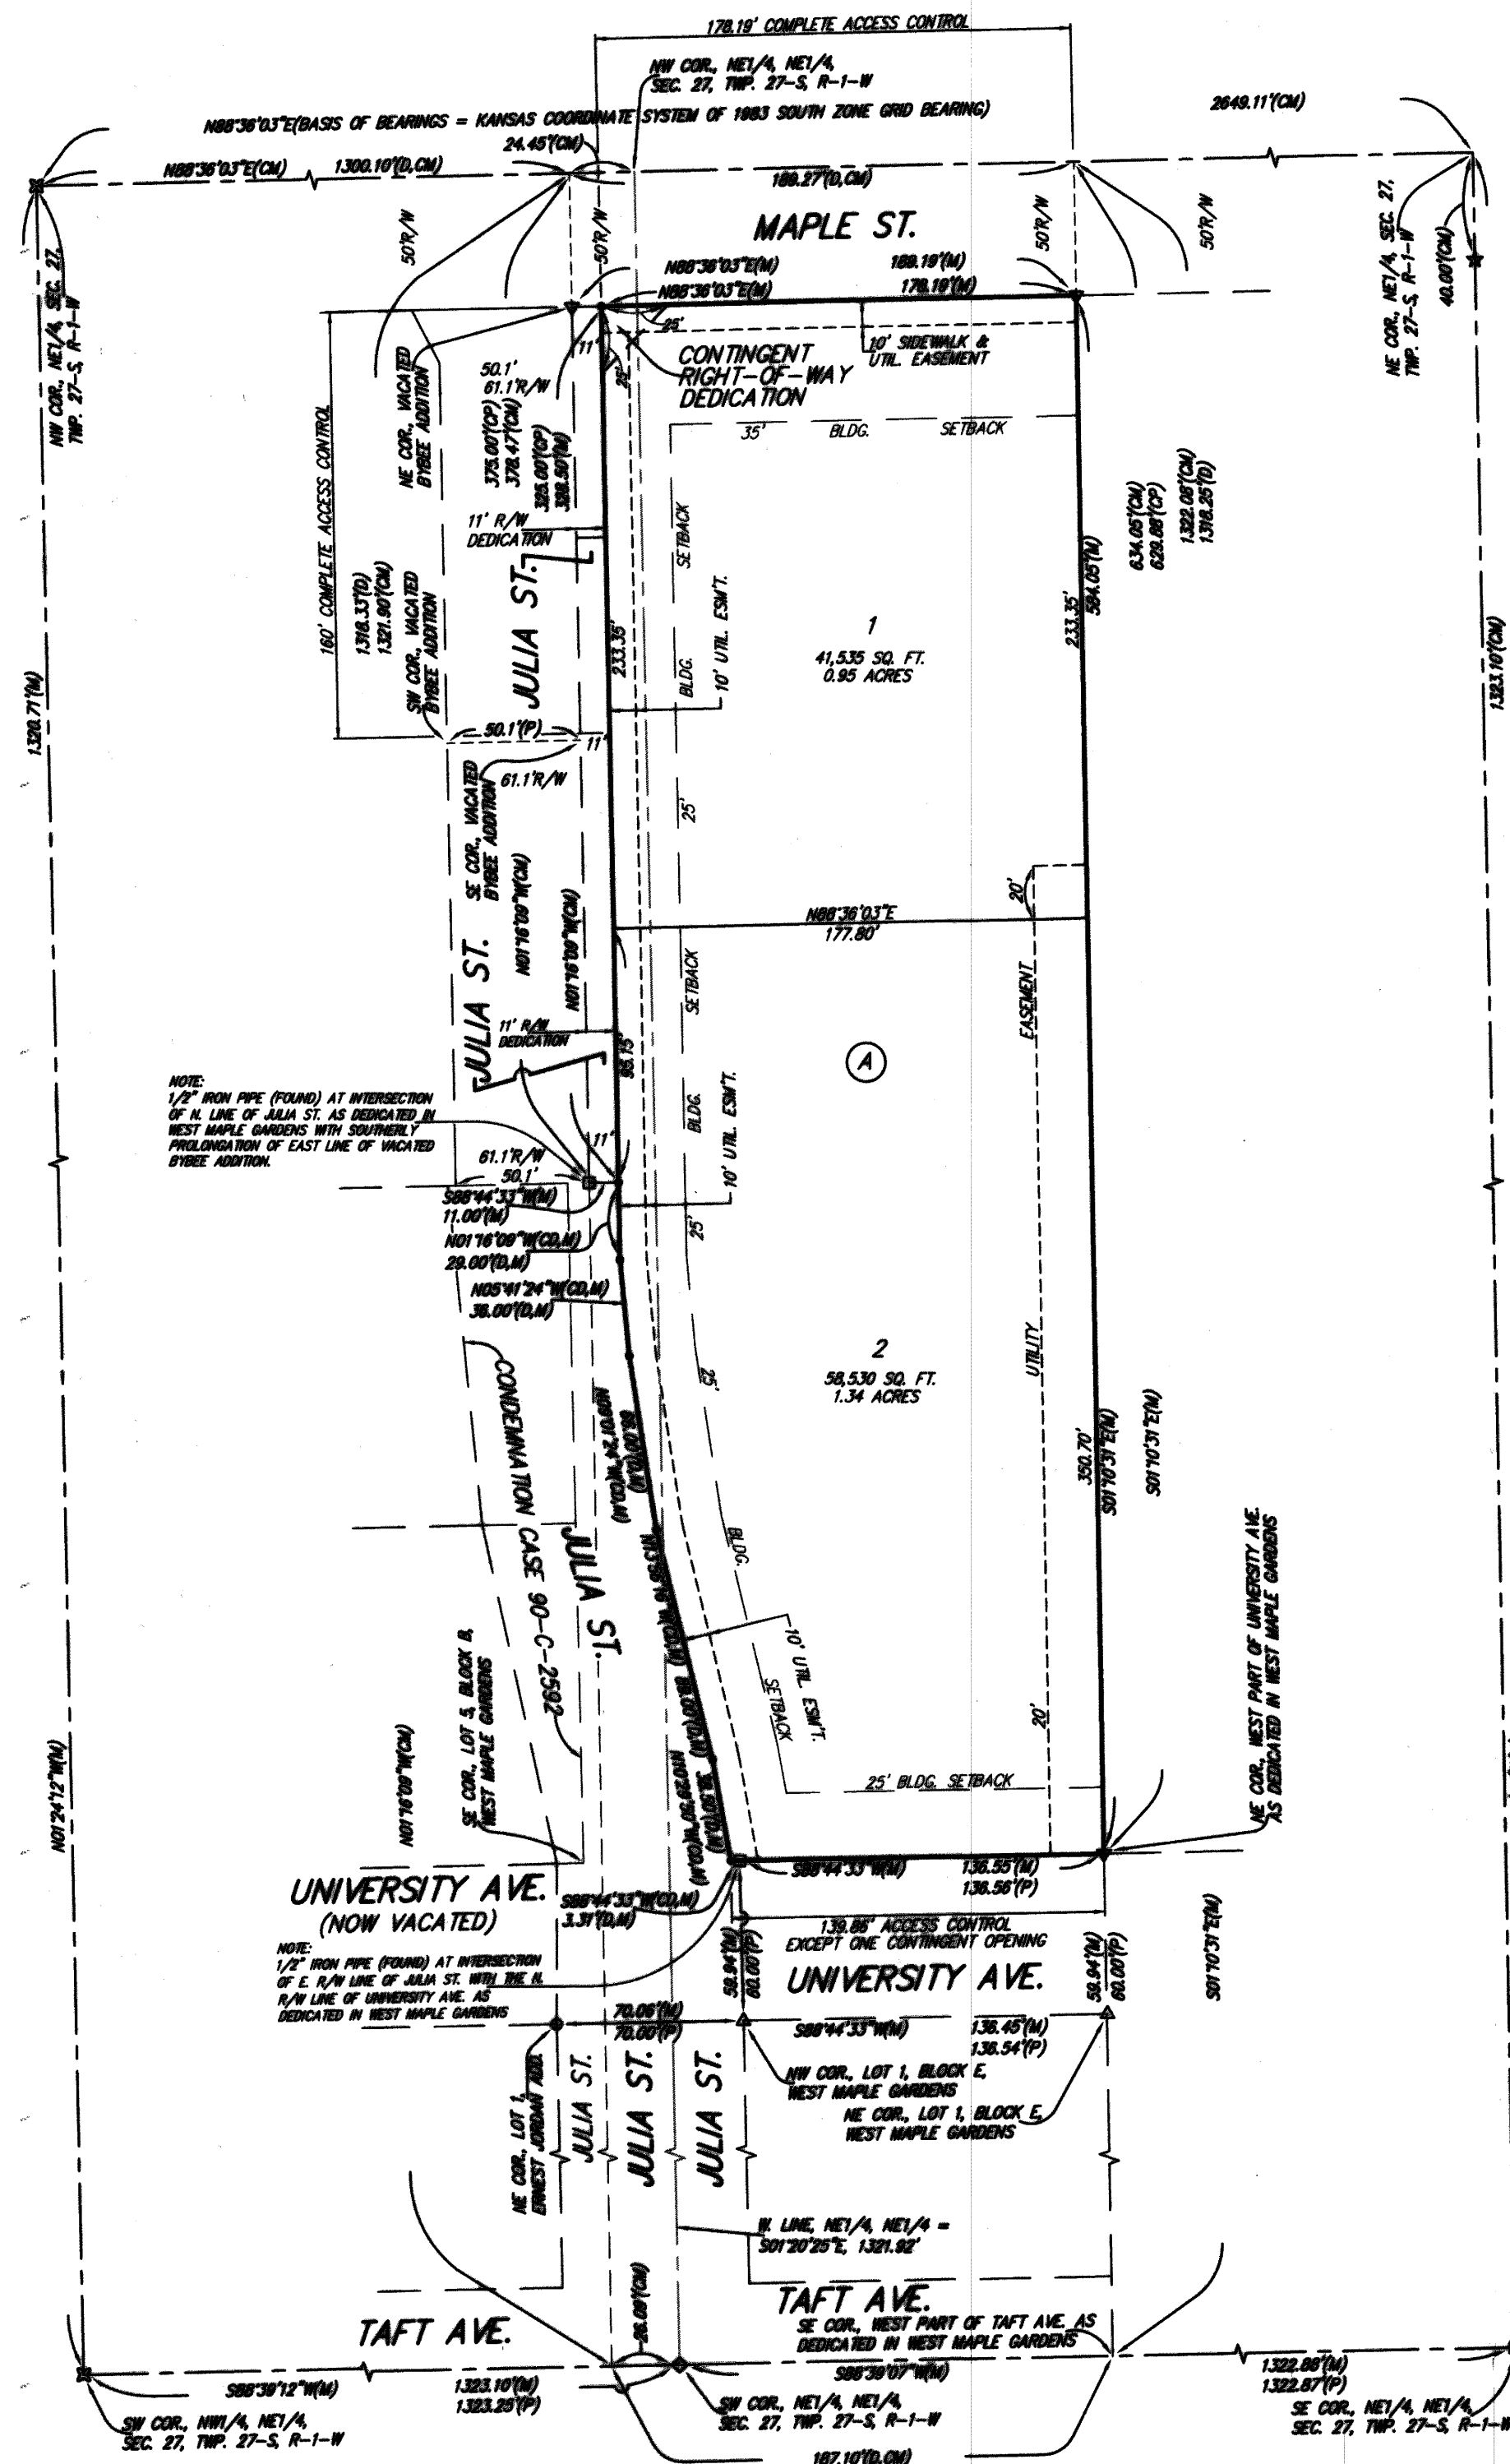 178.19' COMPLETE ACCESS CONTROL
NW COR., NE1/4, NE1/4,
SEC. 27, TWP. 27-S, R-1-W
N88°36'03"E(BASIS OF BEARINGS = KANSAS COORDINATE SYSTEM OF 1983 SOUTH ZONE GRID BEARING)
2649.11'(CM)
24.45'(CM)
N88°36'03"E(CM)
1300.10'(D,CM)
189.27'(D,CM)
MAPLE ST.
50'R/W
50'R/W
50'R/W
50'R/W
NW COR., NE1/4, SEC. 27,
TWP. 27-S, R-1-W
NE COR., NE1/4, SEC. 27,
TWP. 27-S, R-1-W
40.00'(CM)
N88°36'03"E(M)
189.19'(M)
N88°36'03"E(M)
178.19'(M)
25'
11'
25'
CONTINGENT
RIGHT-OF-WAY
DEDICATION
10' SIDEWALK &
UTIL. EASEMENT
50.1'
61.1'R/W
NE COR., VACATED
BYBEE ADDITION
375.00'(CP)
378.47'(CM)
325.00'(CP)
328.50'(M)
35'
BLDG.
SETBACK
160' COMPLETE ACCESS CONTROL
11' R/W
DEDICATION
634.05'(CM)
629.88'(CP)
1322.08'(CM)
1318.25'(D)
1318.33'(D)
1321.90'(CM)
SW COR., VACATED
BYBEE ADDITION
JULIA ST.
SETBACK
BLDG.
233.35'
10' UTIL. ESM'T.
1
41,535 SQ. FT.
0.95 ACRES
233.35'
584.05'(M)
1320.71'(M)
1323.10'(CM)
50.1'(P)
11'
61.1'R/W
SE COR., VACATED
BYBEE ADDITION
25'
N01°16'09"W(CM)
N01°16'09"W(CM)
JULIA ST.
20'
N88°36'03"E
177.80'
SETBACK
EASEMENT
11' R/W
DEDICATION
95.15'
A
NOTE:
1/2" IRON PIPE (FOUND) AT INTERSECTION
OF N. LINE OF JULIA ST. AS DEDICATED IN
WEST MAPLE GARDENS WITH SOUTHERLY
PROLONGATION OF EAST LINE OF VACATED
BYBEE ADDITION.
BLDG.
10' UTIL. ESM'T.
11'
61.1'R/W
50.1'
S88°44'33"W(M)
11.00'(M)
25'
N01°16'09"W(CD,M)
29.00'(D,M)
N05°41'24"W(CD,M)
36.00'(D,M)
2
58,530 SQ. FT.
1.34 ACRES
UTILITY
25'
CONDEMNATION CASE 90-C-2592
N09°01'24"W(CD,M)
350.70'
S01°10'31"E(M)
S01°10'31"E(M)
JULIA ST.
BLDG.
10' UTIL. ESM'T.
SETBACK
NE COR., WEST PART OF UNIVERSITY AVE.
AS DEDICATED IN WEST MAPLE GARDENS
SE COR., LOT 5, BLOCK B,
WEST MAPLE GARDENS
N01°24'12"W(M)
N01°16'09"W(CM)
20'
25' BLDG. SETBACK
S88°44'33"W(M)
136.55'(M)
136.56'(P)
UNIVERSITY AVE.
(NOW VACATED)
S88°44'33"W(CD,M)
3.31'(D,M)
139.86' ACCESS CONTROL
EXCEPT ONE CONTINGENT OPENING
NOTE:
1/2" IRON PIPE (FOUND) AT INTERSECTION
OF E. R/W LINE OF JULIA ST. WITH THE N.
R/W LINE OF UNIVERSITY AVE. AS
DEDICATED IN WEST MAPLE GARDENS
59.94'(M)
60.00'(P)
UNIVERSITY AVE.
59.94'(M)
60.00'(P)
S01°10'31"E(M)
70.06'(M)
70.00'(P)
S88°44'33"W(M)
136.45'(M)
136.54'(P)
NE COR., LOT 1,
ERNEST JORDAN ADD.
JULIA ST.
JULIA ST.
JULIA ST.
NW COR., LOT 1, BLOCK E,
WEST MAPLE GARDENS
NE COR., LOT 1, BLOCK E,
WEST MAPLE GARDENS
W. LINE, NE1/4, NE1/4 =
S01°20'25"E, 1321.92'
26.09'(CM)
TAFT AVE.
TAFT AVE.
SE COR., WEST PART OF TAFT AVE. AS
DEDICATED IN WEST MAPLE GARDENS
S88°39'12"W(M)
1323.10'(M)
1323.25'(P)
S88°39'07"W(M)
1322.86'(M)
1322.87'(P)
SW COR., NW1/4, NE1/4,
SEC. 27, TWP. 27-S, R-1-W
SW COR., NE1/4, NE1/4,
SEC. 27, TWP. 27-S, R-1-W
SE COR., NE1/4, NE1/4,
SEC. 27, TWP. 27-S, R-1-W
187.10'(D,CM)